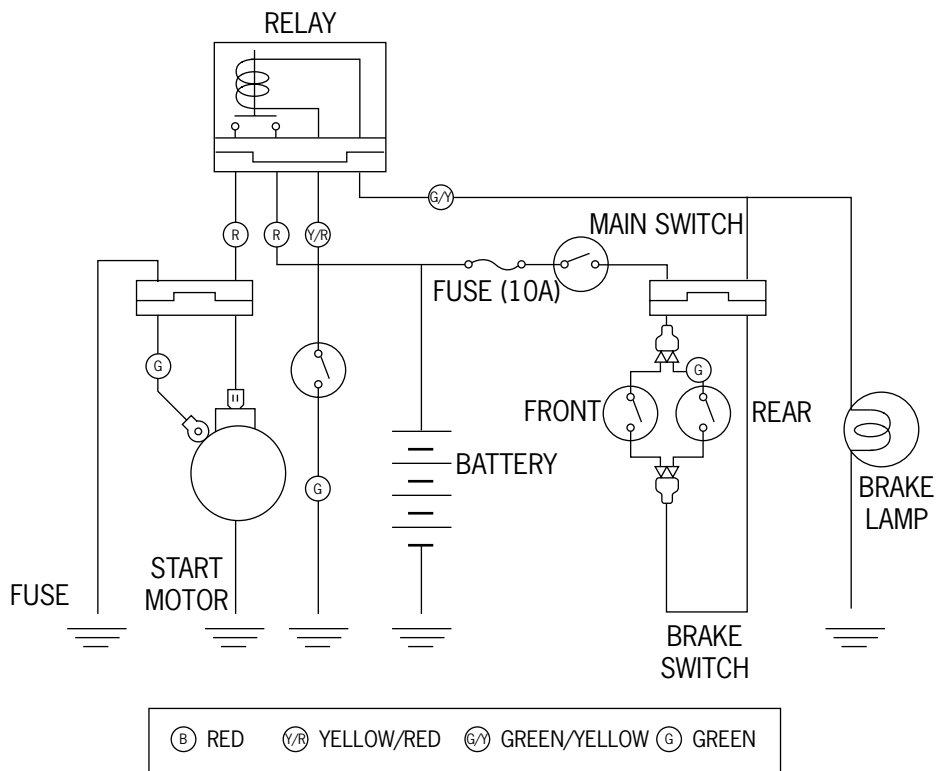 RELAY
G/Y
R
R
Y/R
MAIN SWITCH
FUSE (10A)
G
G
FRONT
REAR
BATTERY
G
BRAKE
LAMP
START
MOTOR
FUSE
BRAKE
SWITCH
B RED
Y/R YELLOW/RED
G/Y GREEN/YELLOW
G GREEN